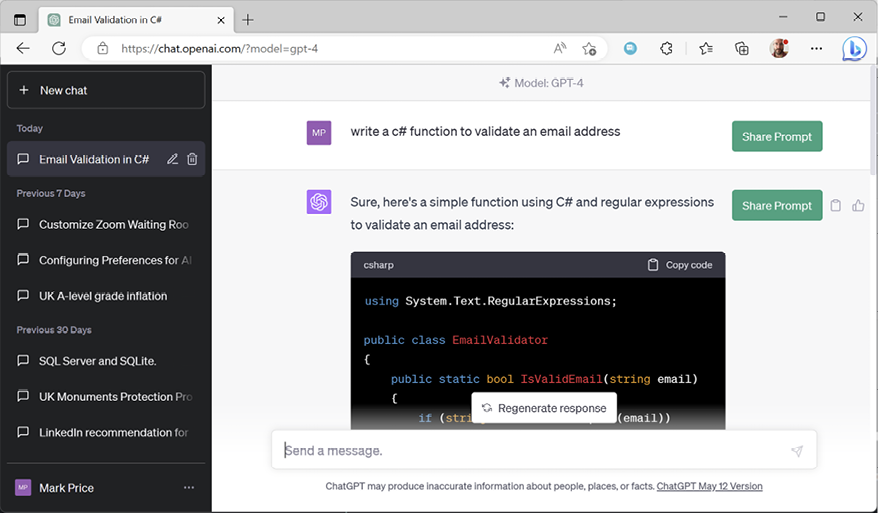 Email Validation in C#
https://chat.openai.com/?model=gpt-4
New chat
Today
Email Validation in C#
Previous 7 Days
Customize Zoom Waiting Roo
Configuring Preferences for AI
UK A-level grade inflation
Previous 30 Days
SQL Server and SQLite.
UK Monuments Protection Pro
LinkedIn recommendation for
MP Mark Price
Model: GPT-4
MP write a c# function to validate an email address
Share Prompt
Sure, here's a simple function using C# and regular expressions
to validate an email address:
Share Prompt
csharp Copy code
using System.Text.RegularExpressions;
public class EmailValidator
{
public static bool IsValidEmail(string email)
{
if (stri (email))
Regenerate response
Send a message.
ChatGPT may produce inaccurate information about people, places, or facts. ChatGPT May 12 Version